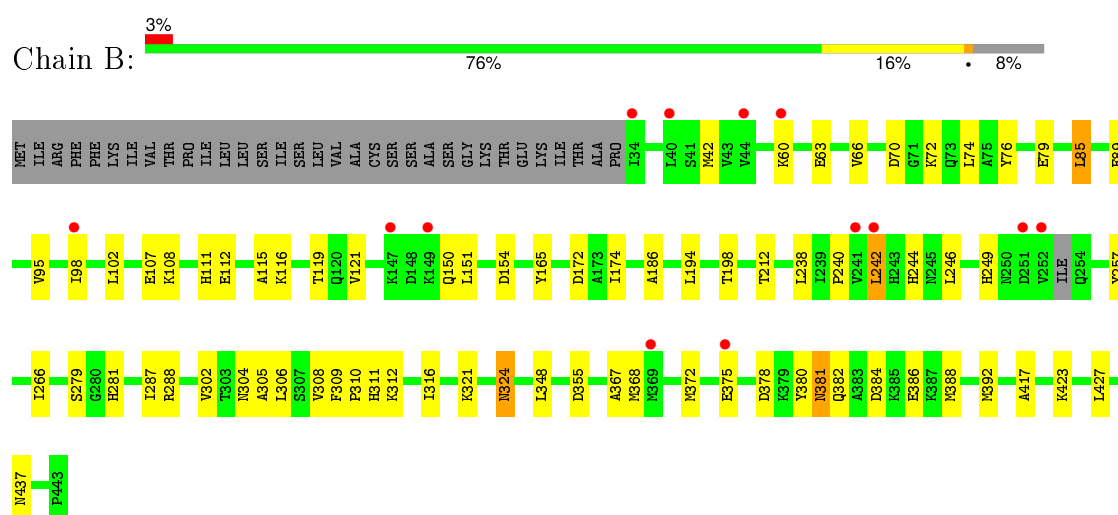 3%
Chain B:
76% 16% • 8%
MET ILE ARG PHE PHE LYS ILE VAL THR PRO ILE LEU LEU SER ILE SER LEU VAL ALA CYS SER SER ALA SER GLY LYS THR GLU LYS ILE THR ALA PRO I34 L40 S41 M42 V43 V44 K60 E63 V66 D70 G71 K72 Q73 L74 A75 Y76 E79 L85 E89
V95 I98 L102 E107 K108 H111 E112 A115 K116 T119 Q120 V121 K147 D148 K149 Q150 L151 D154 Y165 D172 A173 I174 A186 L194 T198 T212 L238 I239 P240 V241 L242 H243 H244 N245 L246 H249 N250 D251 V252 ILE Q254 Y257
I266 S279 G280 H281 I287 R288 V302 T303 N304 A305 L306 S307 V308 F309 P310 H311 K312 I316 K321 N324 L348 D355 A367 M368 M369 M372 E375 D378 K379 Y380 N381 Q382 A383 D384 K385 E386 K387 M388 M392 A417 K423 L427
N437 P443